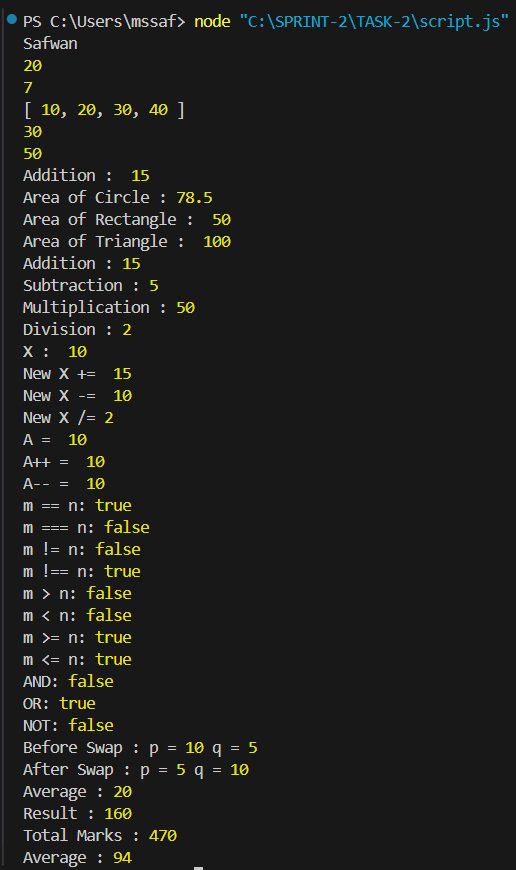 PS C:\Users\mssaf> node "C:\SPRINT-2\TASK-2\script.js"
Safwan
20
7
[ 10, 20, 30, 40 ]
30
50
Addition :  15
Area of Circle : 78.5
Area of Rectangle :  50
Area of Triangle :  100
Addition : 15
Subtraction : 5
Multiplication : 50
Division : 2
X :  10
New X +=  15
New X -=  10
New X /= 2
A =  10
A++ =  10
A-- =  10
m == n: true
m === n: false
m != n: false
m !== n: true
m > n: false
m < n: false
m >= n: true
m <= n: true
AND: false
OR: true
NOT: false
Before Swap : p = 10 q = 5
After Swap : p = 5 q = 10
Average : 20
Result : 160
Total Marks : 470
Average : 94